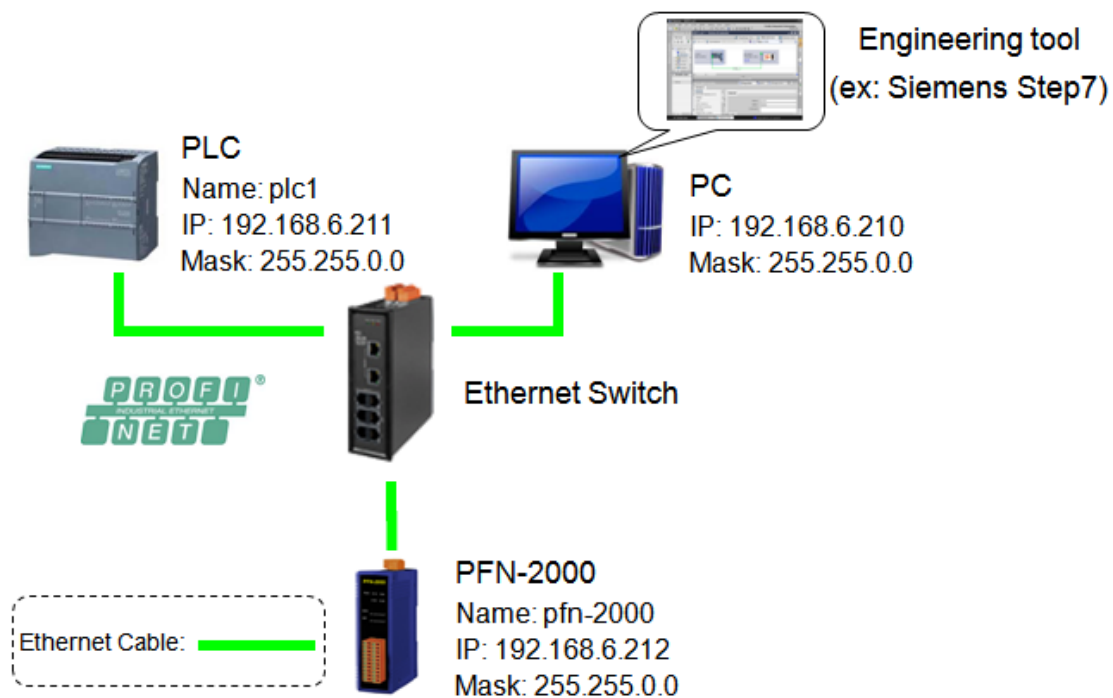 Engineering tool
(ex: Siemens Step7)
PLC
Name: plc1
IP: 192.168.6.211
Mask: 255.255.0.0
PC
IP: 192.168.6.210
Mask: 255.255.0.0
PROFI®
INDUSTRIAL ETHERNET
NET
Ethernet Switch
PFN-2000
PFN-2000
Name: pfn-2000
IP: 192.168.6.212
Mask: 255.255.0.0
Ethernet Cable: